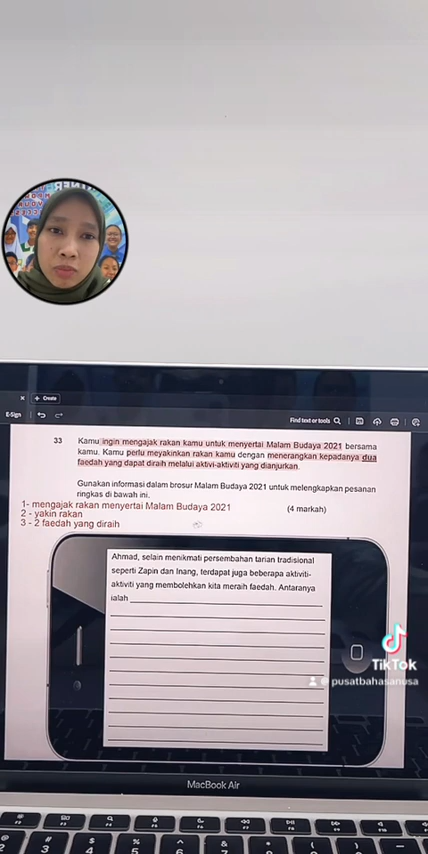 + Create
E-Sign
Find text or tools
33 Kamu ingin mengajak rakan kamu untuk menyertai Malam Budaya 2021 bersama
kamu. Kamu perlu meyakinkan rakan kamu dengan menerangkan kepadanya dua
faedah yang dapat diraih melalui aktivi-aktiviti yang dianjurkan.
Gunakan informasi dalam brosur Malam Budaya 2021 untuk melengkapkan pesanan
ringkas di bawah ini.
(4 markah)
1- mengajak rakan menyertai Malam Budaya 2021
2 - yakin rakan
3 - 2 faedah yang diraih
Ahmad, selain menikmati persembahan tarian tradisional
seperti Zapin dan Inang, terdapat juga beberapa aktiviti-
aktiviti yang membolehkan kita meraih faedah. Antaranya
ialah
TikTok
@ pusatbahasanusa
MacBook Air